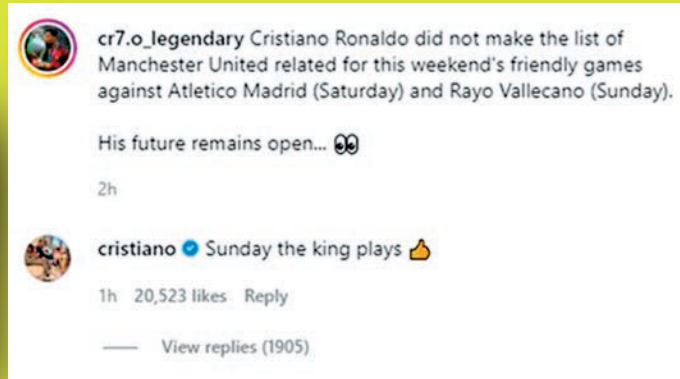 cr7.o_legendary Cristiano Ronaldo did not make the list of
Manchester United related for this weekend's friendly games
against Atletico Madrid (Saturday) and Rayo Vallecano (Sunday).
His future remains open... 👀
2h
cristiano Sunday the king plays 👍
1h 20,523 likes Reply
View replies (1905)